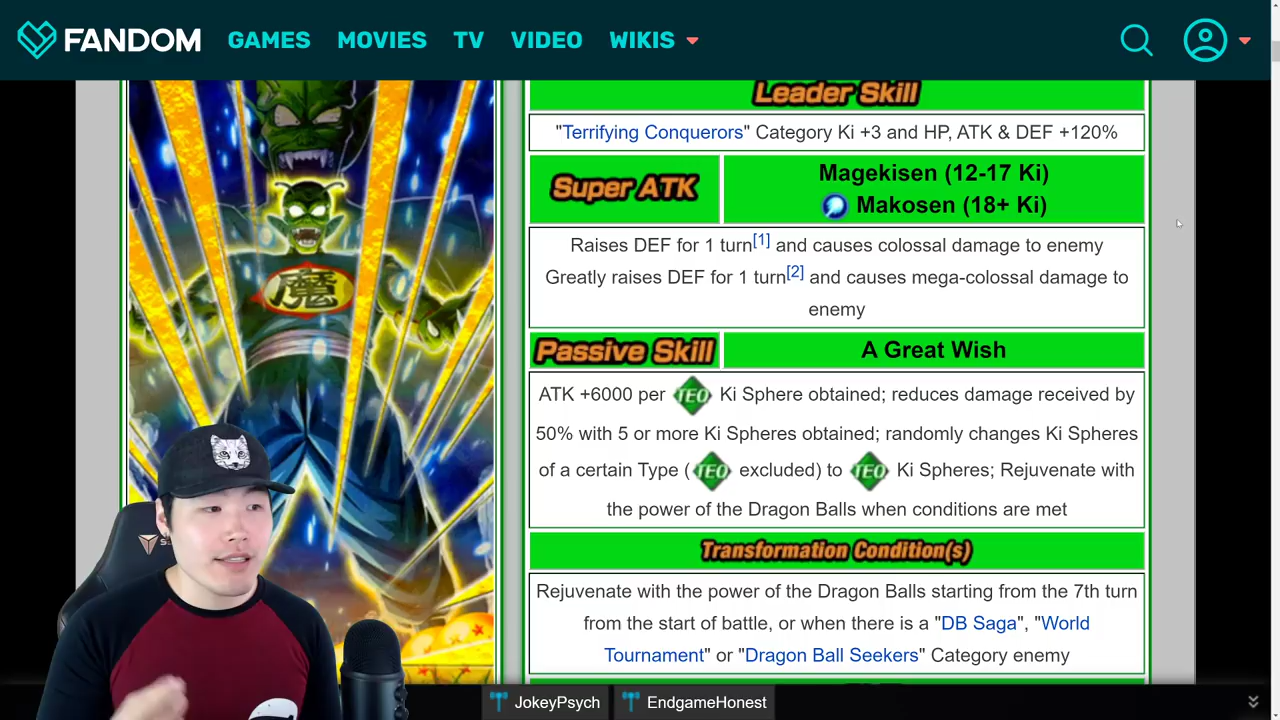 FANDOM GAMES MOVIES TV VIDEO WIKIS
Leader Skill
"Terrifying Conquerors" Category Ki +3 and HP, ATK & DEF +120%
Super ATK
Magekisen (12-17 Ki)
Makosen (18+ Ki)
Raises DEF for 1 turn[1] and causes colossal damage to enemy
Greatly raises DEF for 1 turn[2] and causes mega-colossal damage to
enemy
Passive Skill
A Great Wish
ATK +6000 per TEQ Ki Sphere obtained; reduces damage received by
50% with 5 or more Ki Spheres obtained; randomly changes Ki Spheres
of a certain Type (TEQ excluded) to TEQ Ki Spheres; Rejuvenate with
the power of the Dragon Balls when conditions are met
Transformation Condition(s)
Rejuvenate with the power of the Dragon Balls starting from the 7th turn
from the start of battle, or when there is a "DB Saga", "World
Tournament" or "Dragon Ball Seekers" Category enemy
魔
JokeyPsych EndgameHonest